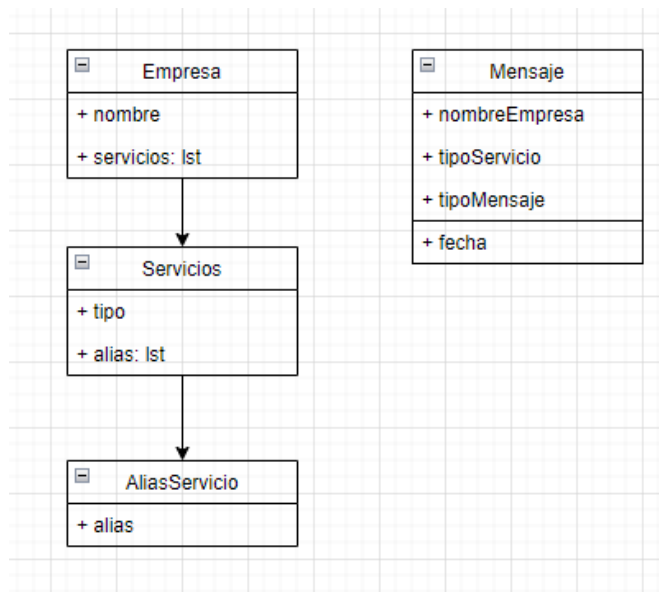 Empresa
+ nombre
+ servicios: lst
Servicios
+ tipo
+ alias: lst
AliasServicio
+ alias
Mensaje
+ nombreEmpresa
+ tipoServicio
+ tipoMensaje
+ fecha